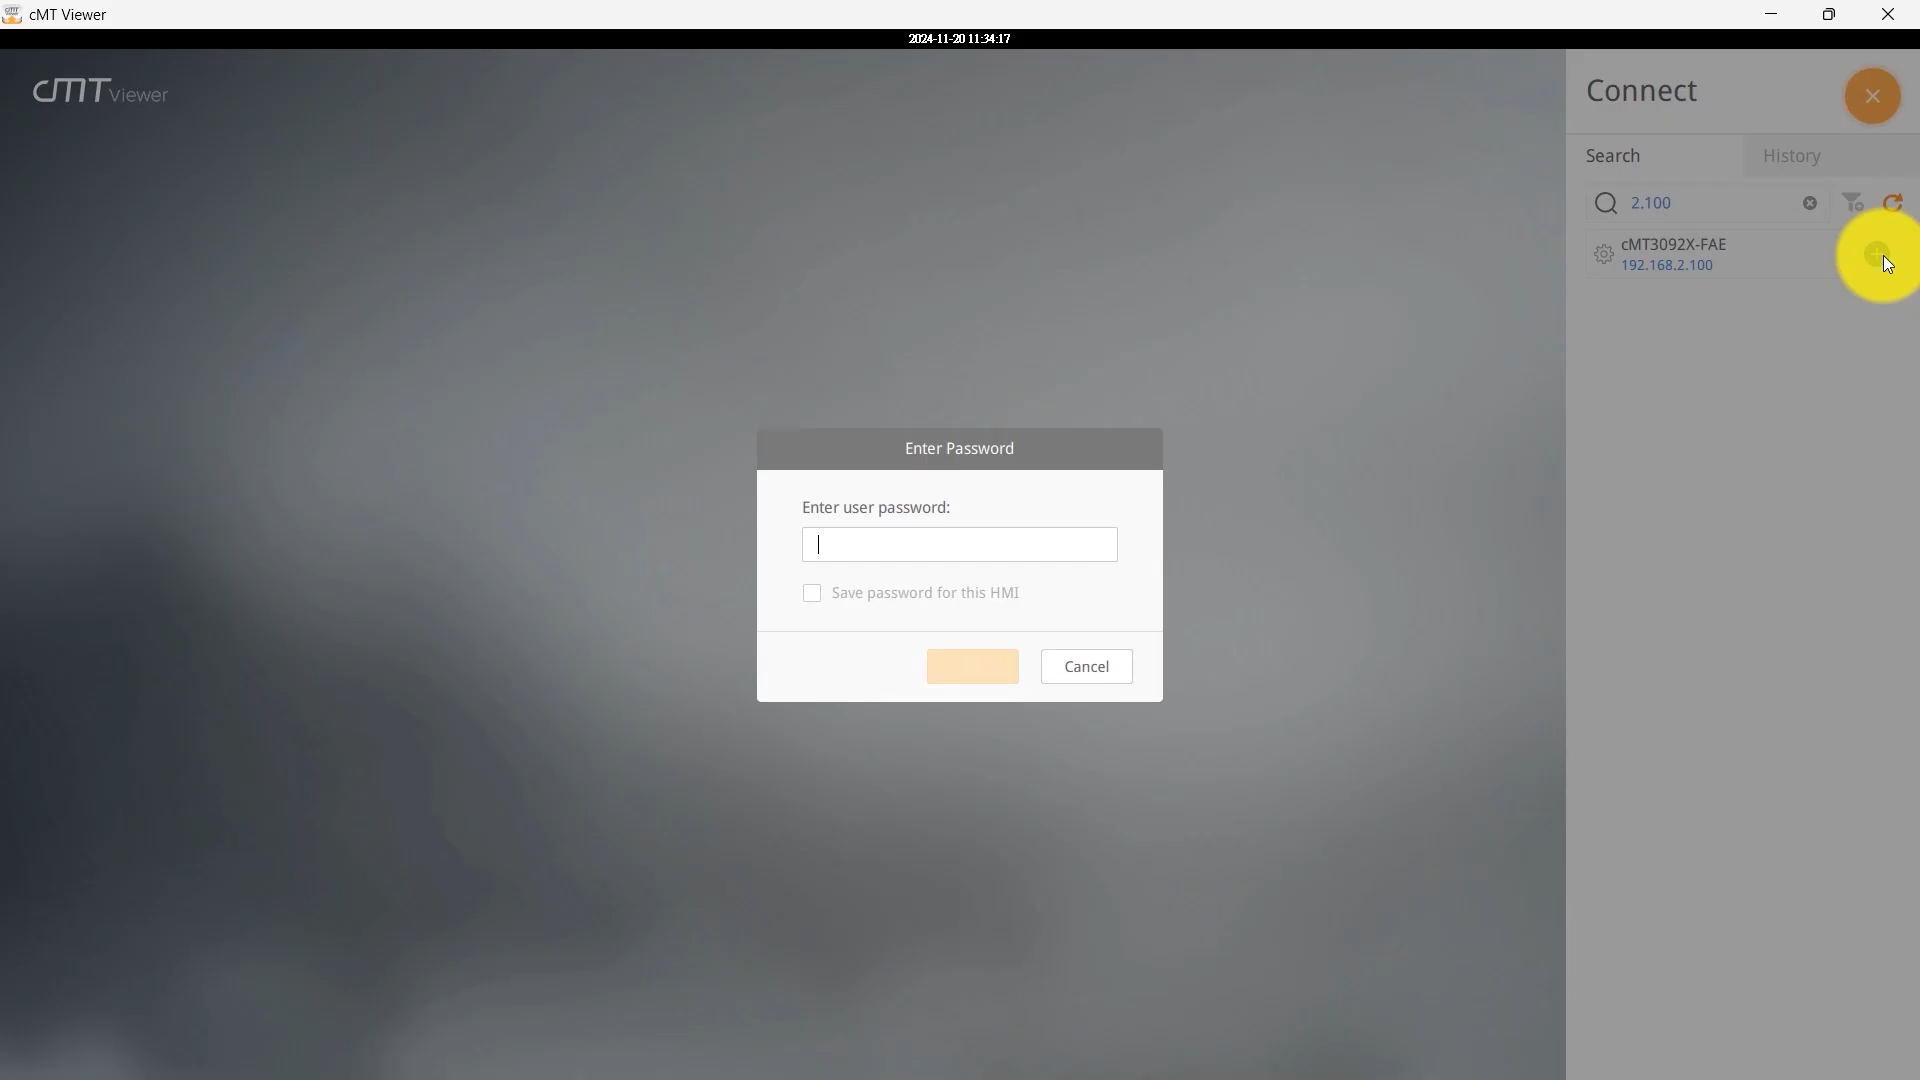 cMT Viewer
2024-11-20 11:34:17
cMT Viewer
Connect
Search
History
2.100
cMT3092X-FAE
192.168.2.100
Enter Password
Enter user password:
Save password for this HMI
Cancel